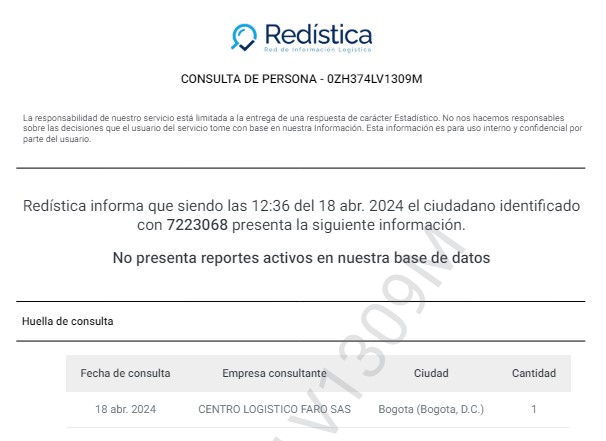 Redística
Red de Información Logística
CONSULTA DE PERSONA - 0ZH374LV1309M
La responsabilidad de nuestro servicio está limitada a la entrega de una respuesta de carácter Estadístico. No nos hacemos responsables
sobre las decisiones que el usuario del servicio tome con base en nuestra Información. Esta información es para uso interno y confidencial por
parte del usuario.
Redística informa que siendo las 12:36 del 18 abr. 2024 el ciudadano identificado
con 7223068 presenta la siguiente información.
No presenta reportes activos en nuestra base de datos
Huella de consulta
Fecha de consulta Empresa consultante Ciudad Cantidad
18 abr. 2024 CENTRO LOGISTICO FARO SAS Bogota (Bogota, D.C.) 1
LV1309M